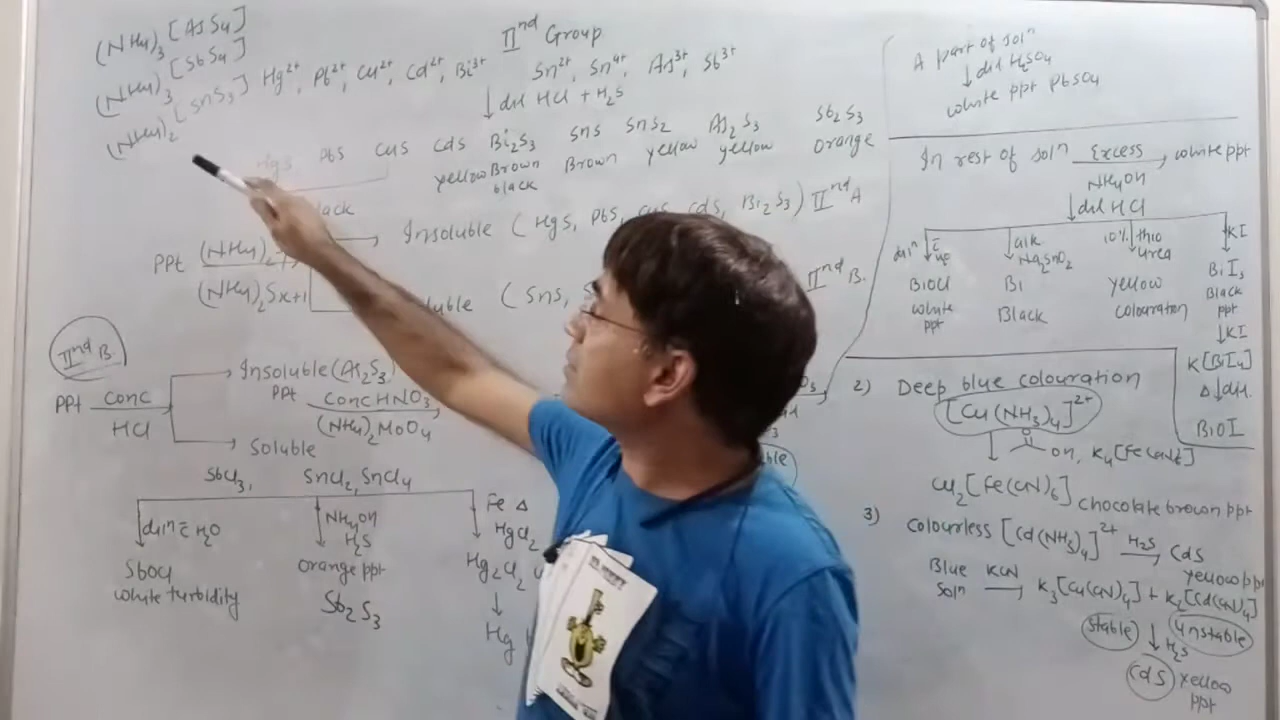 (NH4)3 [AsS4]
(NH4)3 [SbS4]
(NH4)2 [SnS3]
IInd Group
Hg2+, Pb2+, Cu2+, Cd2+, Bi3+ Sn2+, Sn4+, As3+, Sb3+
↓ dil HCl + H2S
HgS PbS CuS CdS Bi2S3 SnS SnS2 As2S3 Sb2S3
yellow Brown black Brown yellow yellow orange
lack
Insoluble (HgS, PbS, CuS, CdS, Bi2S3) IInd A
PPt (NH4)2
(NH4)2Sx+1
luble (SnS, S
IInd B.
IInd B.
PPt conc HCl
Insoluble (As2S3)
PPt conc HNO3
(NH4)2MoO4
Soluble
SbCl3, SnCl2, SnCl4
diln c̄ H2O
SbOCl
white turbidity
NH4OH
H2S
orange ppt
Sb2S3
Fe Δ
HgCl2
Hg2Cl2
↓
Hg
A part of soln
↓ dil H2SO4
white ppt PbSO4
In rest of soln Excess NH4OH → white ppt
↓ dil HCl
BiOCl
white ppt
alk Na2SnO2
Bi
Black
10% thio urea
yellow
colouration
KI
BiI3
Black ppt
↓ KI
K[BiI4]
Δ ↓ dil.
BiOI
2) Deep blue colouration
[Cu(NH3)4]2+
OH, K4[Fe(CN)6]
Cu2[Fe(CN)6] chocolate brown ppt
3) Colourless [Cd(NH3)4]2+ H2S → CdS
yellow ppt
Blue soln KCN → K3[Cu(CN)4] + K2[Cd(CN)4]
stable unstable
↓ H2S
CdS yellow ppt